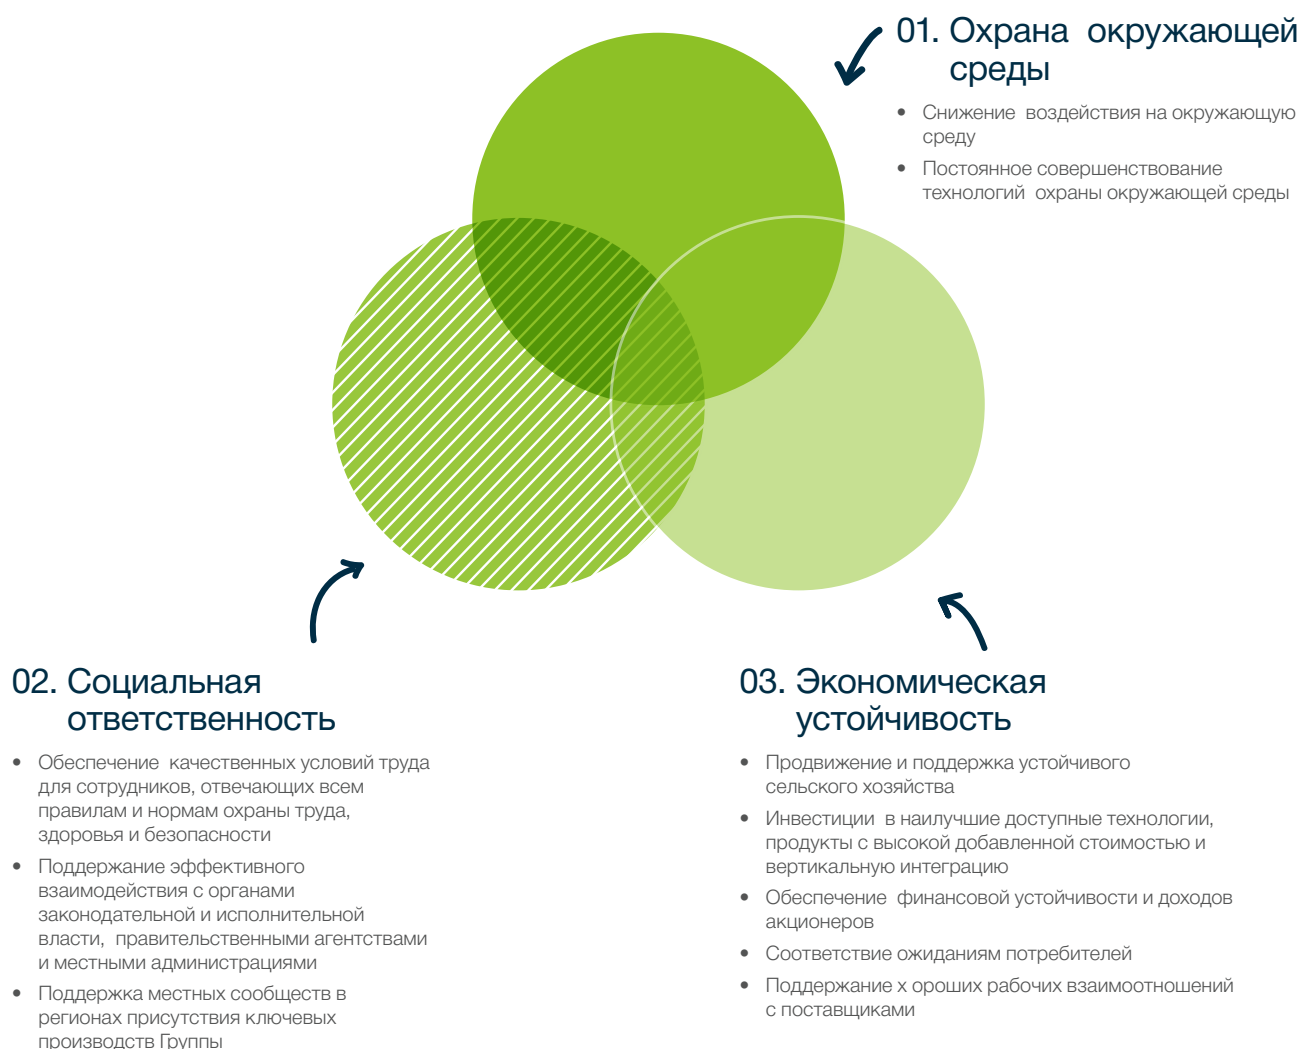 01. Охрана окружающей
среды
• Снижение воздействия на окружающую
среду
• Постоянное совершенствование
технологий охраны окружающей среды
02. Социальная
ответственность
• Обеспечение качественных условий труда
для сотрудников, отвечающих всем
правилам и нормам охраны труда,
здоровья и безопасности
• Поддержание эффективного
взаимодействия с органами
законодательной и исполнительной
власти, правительственными агентствами
и местными администрациями
• Поддержка местных сообществ в
регионах присутствия ключевых
производств Группы
03. Экономическая
устойчивость
• Продвижение и поддержка устойчивого
сельского хозяйства
• Инвестиции в наилучшие доступные технологии,
продукты с высокой добавленной стоимостью и
вертикальную интеграцию
• Обеспечение финансовой устойчивости и доходов
акционеров
• Соответствие ожиданиям потребителей
• Поддержание х ороших рабочих взаимоотношений
с поставщиками